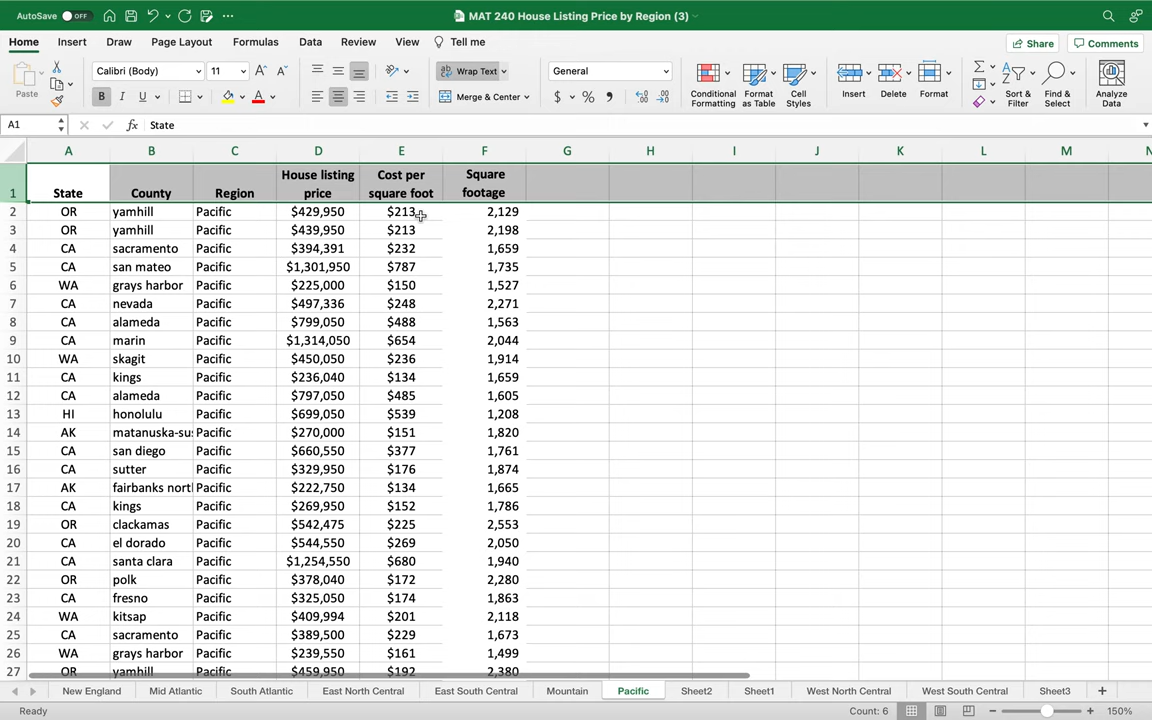 AutoSave OFF MAT 240 House Listing Price by Region (3)
Home Insert Draw Page Layout Formulas Data Review View Tell me Share Comments
Paste Calibri (Body) 11 A A Wrap Text General Conditional Formatting Format as Table Cell Styles Insert Delete Format Sort & Filter Find & Select Analyze Data
B I U A Merge & Center $ % 9
A1 fx State
A B C D E F G H I J K L M N
1 State County Region House listing price Cost per square foot Square footage
2 OR yamhill Pacific $429,950 $213 2,129
3 OR yamhill Pacific $439,950 $213 2,198
4 CA sacramento Pacific $394,391 $232 1,659
5 CA san mateo Pacific $1,301,950 $787 1,735
6 WA grays harbor Pacific $225,000 $150 1,527
7 CA nevada Pacific $497,336 $248 2,271
8 CA alameda Pacific $799,050 $488 1,563
9 CA marin Pacific $1,314,050 $654 2,044
10 WA skagit Pacific $450,050 $236 1,914
11 CA kings Pacific $236,040 $134 1,659
12 CA alameda Pacific $797,050 $485 1,605
13 HI honolulu Pacific $699,050 $539 1,208
14 AK matanuska-su Pacific $270,000 $151 1,820
15 CA san diego Pacific $660,550 $377 1,761
16 CA sutter Pacific $329,950 $176 1,874
17 AK fairbanks nort Pacific $222,750 $134 1,665
18 CA kings Pacific $269,950 $152 1,786
19 OR clackamas Pacific $542,475 $225 2,553
20 CA el dorado Pacific $544,550 $269 2,050
21 CA santa clara Pacific $1,254,550 $680 1,940
22 OR polk Pacific $378,040 $172 2,280
23 CA fresno Pacific $325,050 $174 1,863
24 WA kitsap Pacific $409,994 $201 2,118
25 CA sacramento Pacific $389,500 $229 1,673
26 WA grays harbor Pacific $239,550 $161 1,499
27 OR yamhill Pacific $459,950 $192 2,380
New England Mid Atlantic South Atlantic East North Central East South Central Mountain Pacific Sheet2 Sheet1 West North Central West South Central Sheet3 +
Ready Count: 6 − + 150%